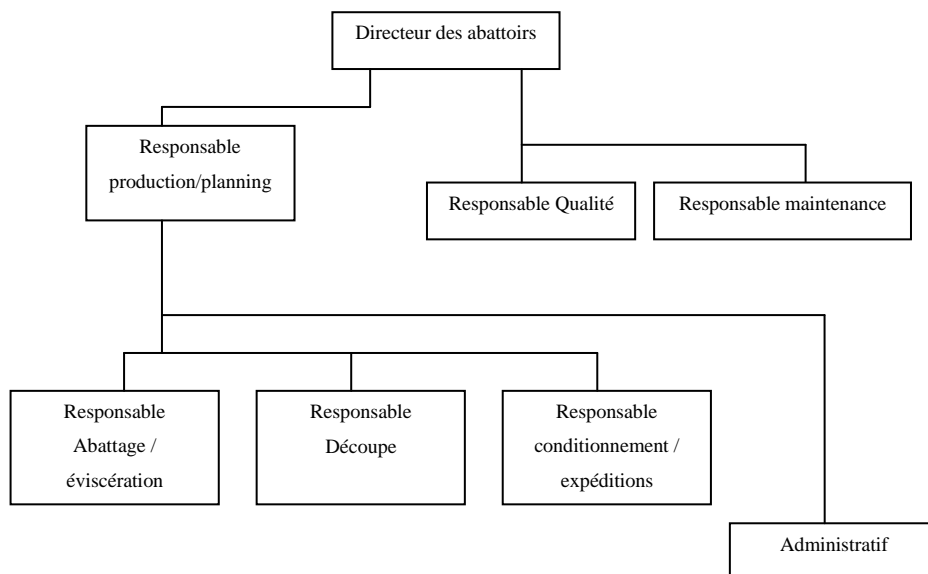 Directeur des abattoirs
Responsable
production/planning
Responsable Qualité
Responsable maintenance
Responsable
Abattage /
éviscération
Responsable
Découpe
Responsable
conditionnement /
expéditions
Administratif